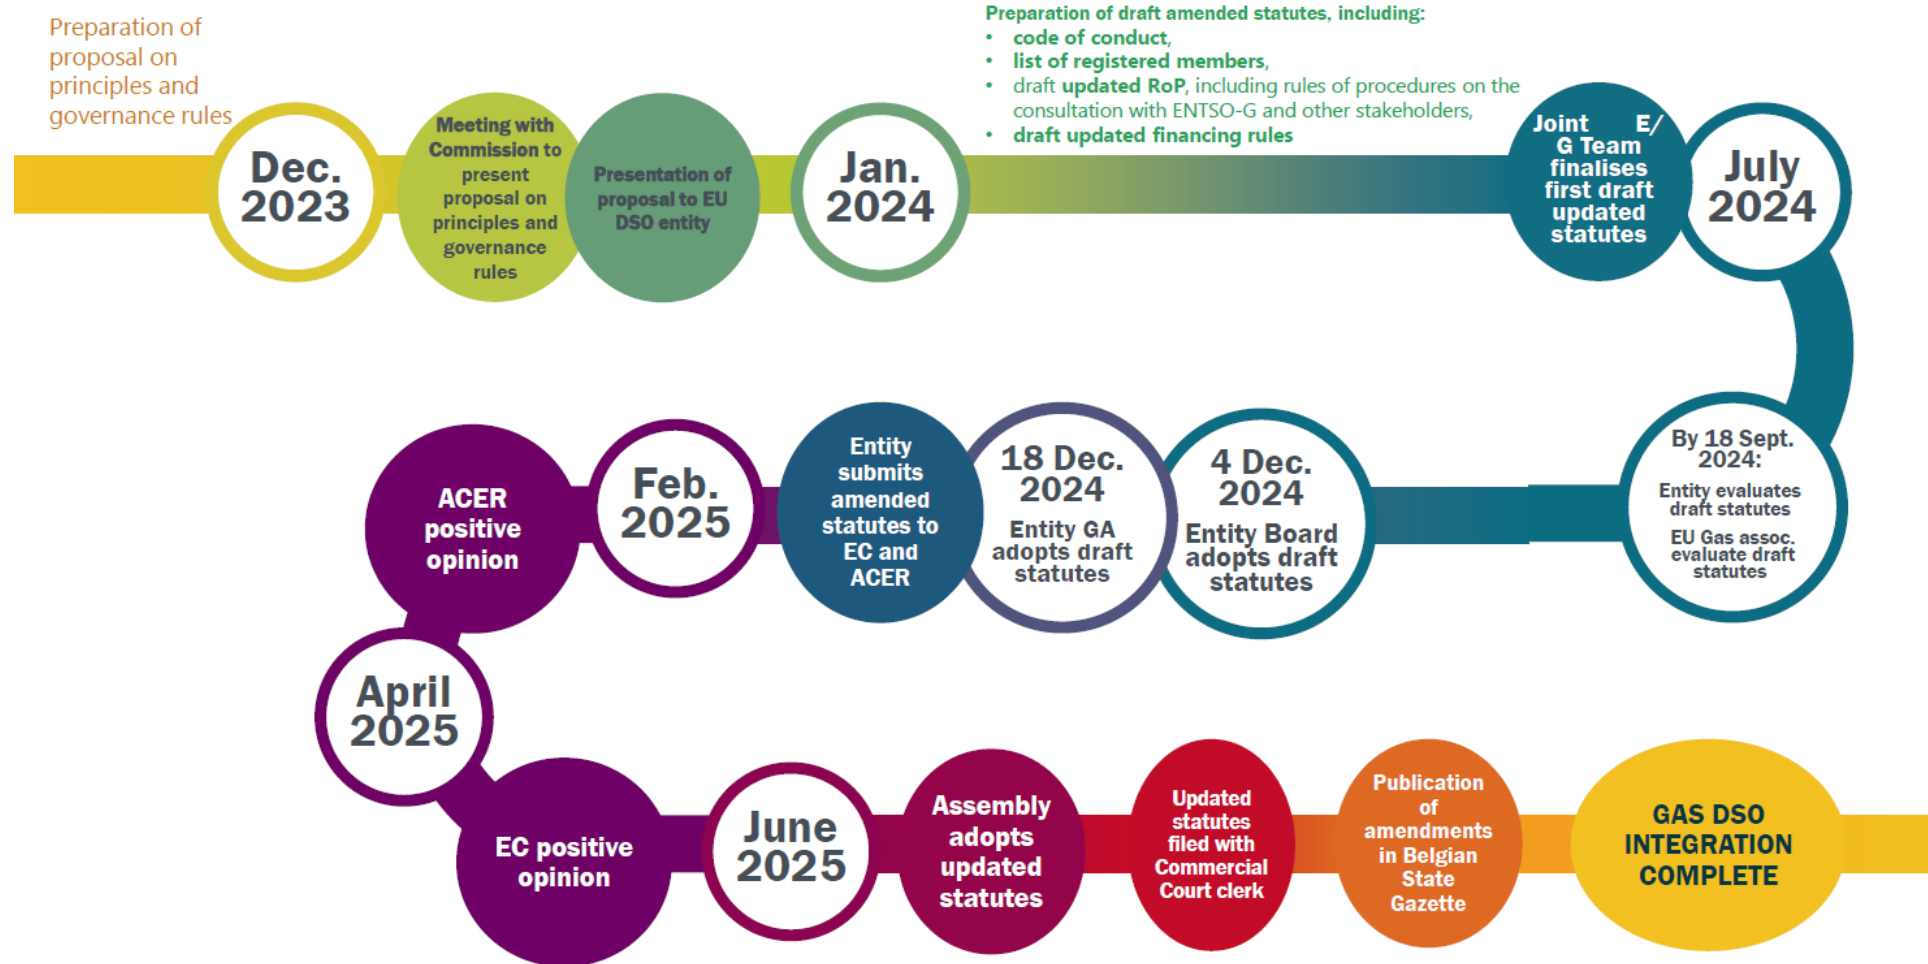 Preparation of
proposal on
principles and
governance rules
Dec.
2023
Meeting with
Commission to
present
proposal on
principles and
governance
rules
Presentation of
proposal to EU
DSO entity
Jan.
2024
Preparation of draft amended statutes, including:
• code of conduct,
• list of registered members,
• draft updated RoP, including rules of procedures on the
consultation with ENTSO-G and other stakeholders,
• draft updated financing rules
Joint E/
G Team
finalises
first draft
updated
statutes
July
2024
By 18 Sept.
2024:
Entity evaluates
draft statutes
EU Gas assoc.
evaluate draft
statutes
4 Dec.
2024
Entity Board
adopts draft
statutes
18 Dec.
2024
Entity GA
adopts draft
statutes
Entity
submits
amended
statutes to
EC and
ACER
Feb.
2025
ACER
positive
opinion
April
2025
EC positive
opinion
June
2025
Assembly
adopts
updated
statutes
Updated
statutes
filed with
Commercial
Court clerk
Publication
of
amendments
in Belgian
State
Gazette
GAS DSO
INTEGRATION
COMPLETE